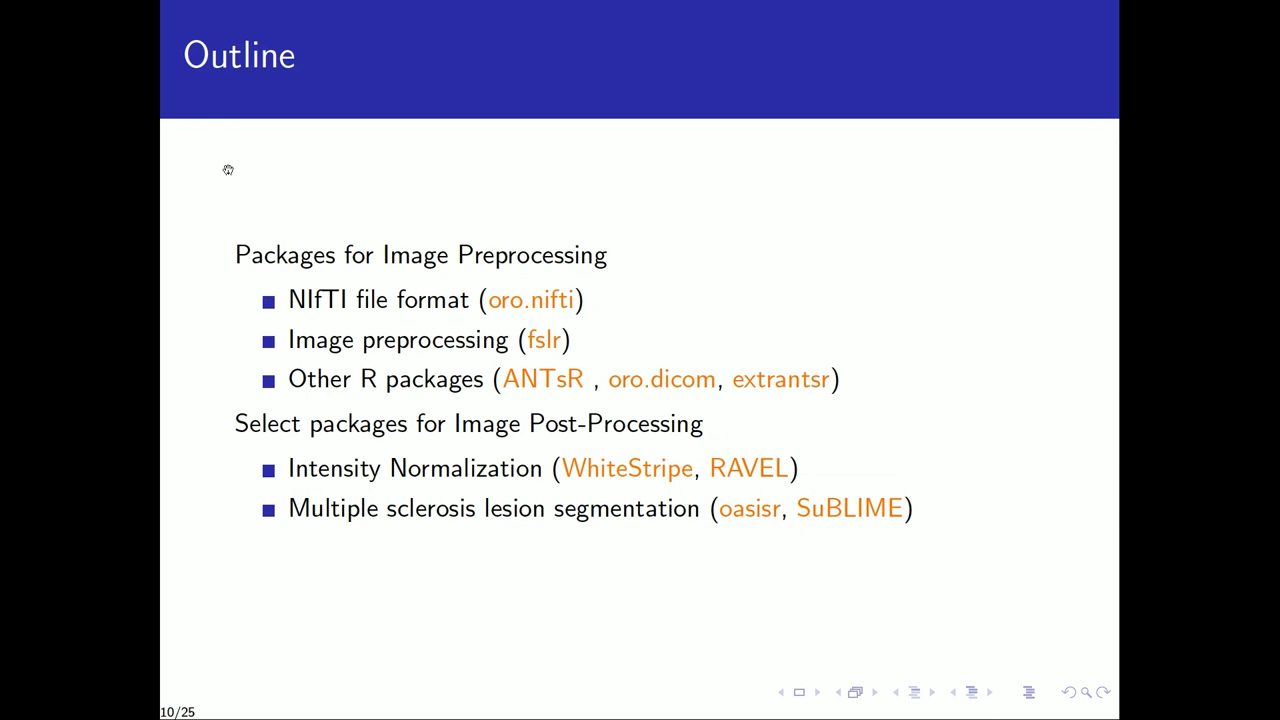 Outline
Packages for Image Preprocessing
NIfTI file format (oro.nifti)
Image preprocessing (fslr)
Other R packages (ANTsR , oro.dicom, extrantsr)
Select packages for Image Post-Processing
Intensity Normalization (WhiteStripe, RAVEL)
Multiple sclerosis lesion segmentation (oasisr, SuBLIME)
10/25